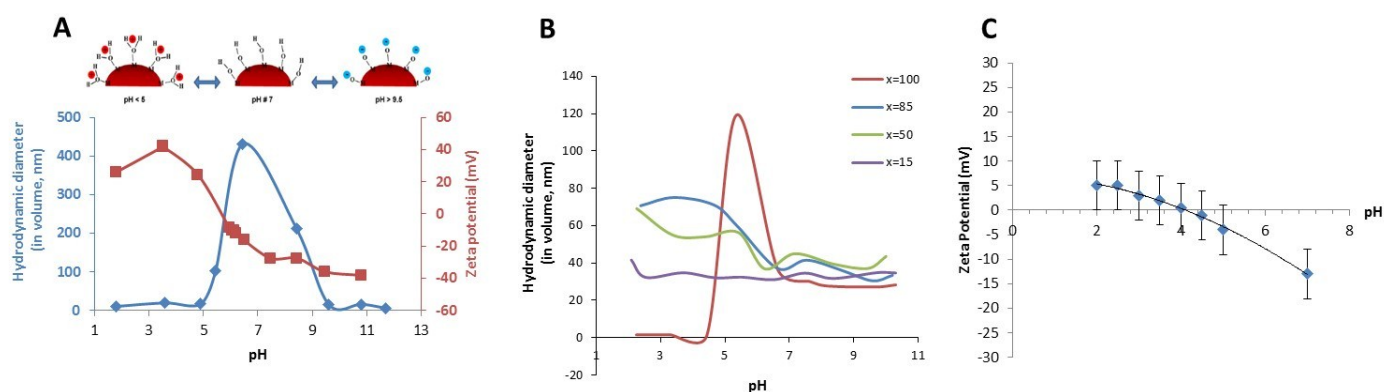 A
pH < 5
pH # 7
pH > 9.5
Hydrodynamic diameter
(in volume, nm)
500
400
300
200
100
0
60
40
20
0
-20
-40
-60
Zeta potential (mV)
1
3
5
7
9
11
13
pH
B
Hydrodynamic diameter
(in volume, nm)
140
120
100
80
60
40
20
0
-20
1
3
5
7
9
11
pH
x=100
x=85
x=50
x=15
C
Zeta Potential (mV)
30
25
20
15
10
5
0
-5
-10
-15
-20
-25
-30
0
2
4
6
8
pH